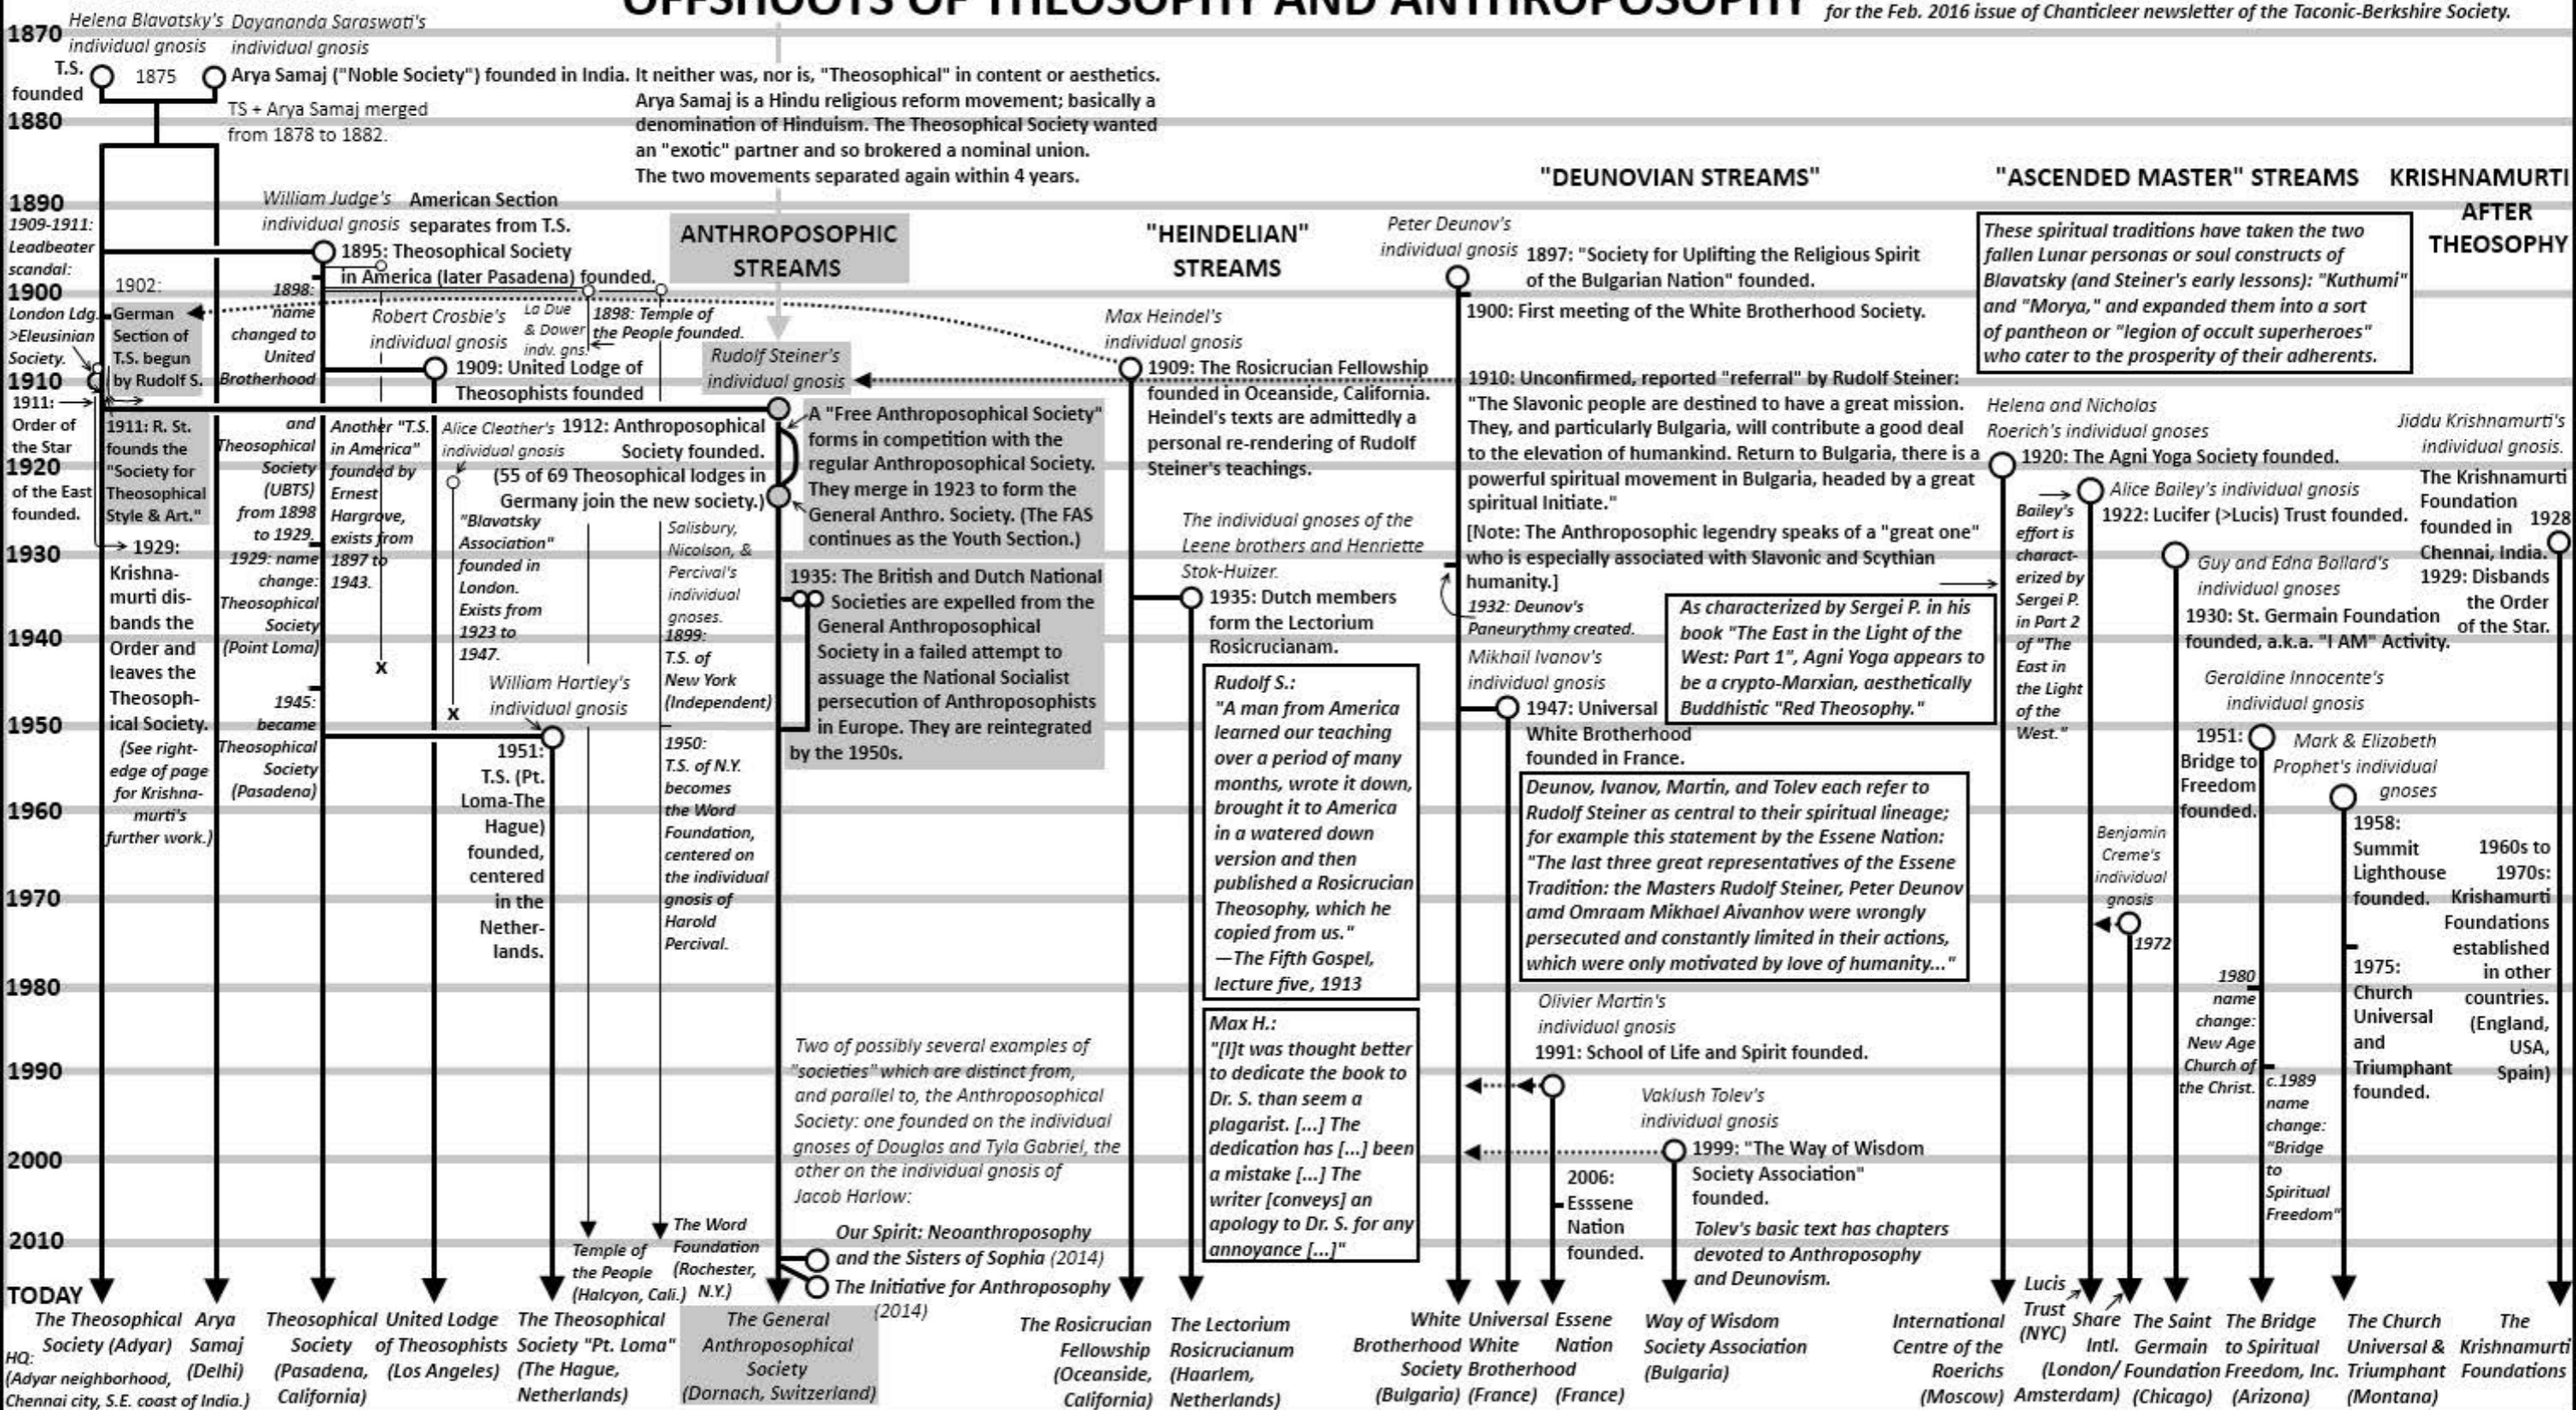 OFFSHOOTS OF THEOSOPHY AND ANTHROPOSOPHY
for the Feb. 2016 issue of Chanticleer newsletter of the Taconic-Berkshire Society.
1870
1880
1890
1900
1910
1920
1930
1940
1950
1960
1970
1980
1990
2000
2010
TODAY
Helena Blavatsky's
individual gnosis
Dayananda Saraswati's
individual gnosis
T.S.
founded
1875
Arya Samaj ("Noble Society") founded in India. It neither was, nor is, "Theosophical" in content or aesthetics.
Arya Samaj is a Hindu religious reform movement; basically a
denomination of Hinduism. The Theosophical Society wanted
an "exotic" partner and so brokered a nominal union.
The two movements separated again within 4 years.
TS + Arya Samaj merged
from 1878 to 1882.
1909-1911:
Leadbeater
scandal:
London Ldg.
>Eleusinian
Society.
1911:
Order of
the Star
of the East
founded.
1902:
German
Section of
T.S. begun
by Rudolf S.
1911: R. St.
founds the
"Society for
Theosophical
Style & Art."
1929:
Krishna-
murti dis-
bands the
Order and
leaves the
Theosoph-
ical Society.
(See right-
edge of page
for Krishna-
murti's
further work.)
William Judge's
individual gnosis
American Section
separates from T.S.
1895: Theosophical Society
in America (later Pasadena) founded.
1898:
name
changed to
United
Brotherhood
and
Theosophical
Society
(UBTS)
from 1898
to 1929.
1929: name
change:
Theosophical
Society
(Point Loma)
1945:
became
Theosophical
Society
(Pasadena)
Another "T.S.
in America"
founded by
Ernest
Hargrove,
exists from
1897 to
1943.
x
Robert Crosbie's
individual gnosis
1909: United Lodge of
Theosophists founded
La Due
& Dower
indv. gns.
1898: Temple of
the People founded.
Alice Cleather's
individual gnosis
"Blavatsky
Association"
founded in
London.
Exists from
1923 to
1947.
x
William Hartley's
individual gnosis
1951:
T.S. (Pt.
Loma-The
Hague)
founded,
centered
in the
Nether-
lands.
1912: Anthroposophical
Society founded.
(55 of 69 Theosophical lodges in
Germany join the new society.)
Salisbury,
Nicolson, &
Percival's
individual
gnoses.
1899:
T.S. of
New York
(Independent)
1950:
T.S. of N.Y.
becomes
the Word
Foundation,
centered on
the individual
gnosis of
Harold
Percival.
ANTHROPOSOPHIC
STREAMS
Rudolf Steiner's
individual gnosis
A "Free Anthroposophical Society"
forms in competition with the
regular Anthroposophical Society.
They merge in 1923 to form the
General Anthro. Society. (The FAS
continues as the Youth Section.)
1935: The British and Dutch National
Societies are expelled from the
General Anthroposophical
Society in a failed attempt to
assuage the National Socialist
persecution of Anthroposophists
in Europe. They are reintegrated
by the 1950s.
Two of possibly several examples of
"societies" which are distinct from,
and parallel to, the Anthroposophical
Society: one founded on the individual
gnoses of Douglas and Tyla Gabriel, the
other on the individual gnosis of
Jacob Harlow:
Our Spirit: Neoanthroposophy
and the Sisters of Sophia (2014)
The Initiative for Anthroposophy
(2014)
"HEINDELIAN"
STREAMS
Max Heindel's
individual gnosis
1909: The Rosicrucian Fellowship
founded in Oceanside, California.
Heindel's texts are admittedly a
personal re-rendering of Rudolf
Steiner's teachings.
The individual gnoses of the
Leene brothers and Henriette
Stok-Huizer.
1935: Dutch members
form the Lectorium
Rosicrucianam.
Rudolf S.:
"A man from America
learned our teaching
over a period of many
months, wrote it down,
brought it to America
in a watered down
version and then
published a Rosicrucian
Theosophy, which he
copied from us."
—The Fifth Gospel,
lecture five, 1913
Max H.:
"[I]t was thought better
to dedicate the book to
Dr. S. than seem a
plagarist. [...] The
dedication has [...] been
a mistake [...] The
writer [conveys] an
apology to Dr. S. for any
annoyance [...]"
"DEUNOVIAN STREAMS"
Peter Deunov's
individual gnosis
1897: "Society for Uplifting the Religious Spirit
of the Bulgarian Nation" founded.
1900: First meeting of the White Brotherhood Society.
1910: Unconfirmed, reported "referral" by Rudolf Steiner:
"The Slavonic people are destined to have a great mission.
They, and particularly Bulgaria, will contribute a good deal
to the elevation of humankind. Return to Bulgaria, there is a
powerful spiritual movement in Bulgaria, headed by a great
spiritual Initiate."
[Note: The Anthroposophic legendry speaks of a "great one"
who is especially associated with Slavonic and Scythian
humanity.]
1932: Deunov's
Paneurythmy created.
Mikhail Ivanov's
individual gnosis
1947: Universal
White Brotherhood
founded in France.
As characterized by Sergei P. in his
book "The East in the Light of the
West: Part 1", Agni Yoga appears to
be a crypto-Marxian, aesthetically
Buddhistic "Red Theosophy."
Deunov, Ivanov, Martin, and Tolev each refer to
Rudolf Steiner as central to their spiritual lineage;
for example this statement by the Essene Nation:
"The last three great representatives of the Essene
Tradition: the Masters Rudolf Steiner, Peter Deunov
amd Omraam Mikhael Aivanhov were wrongly
persecuted and constantly limited in their actions,
which were only motivated by love of humanity..."
Olivier Martin's
individual gnosis
1991: School of Life and Spirit founded.
2006:
Esssene
Nation
founded.
Vaklush Tolev's
individual gnosis
1999: "The Way of Wisdom
Society Association"
founded.
Tolev's basic text has chapters
devoted to Anthroposophy
and Deunovism.
"ASCENDED MASTER" STREAMS
These spiritual traditions have taken the two
fallen Lunar personas or soul constructs of
Blavatsky (and Steiner's early lessons): "Kuthumi"
and "Morya," and expanded them into a sort
of pantheon or "legion of occult superheroes"
who cater to the prosperity of their adherents.
Helena and Nicholas
Roerich's individual gnoses
1920: The Agni Yoga Society founded.
Alice Bailey's individual gnosis
1922: Lucifer (>Lucis) Trust founded.
Bailey's
effort is
charact-
erized by
Sergei P.
in Part 2
of "The
East in
the Light
of the
West."
Guy and Edna Ballard's
individual gnoses
1930: St. Germain Foundation
founded, a.k.a. "I AM" Activity.
Geraldine Innocente's
individual gnosis
1951:
Bridge to
Freedom
founded.
Mark & Elizabeth
Prophet's individual
gnoses
1958:
Summit
Lighthouse
founded.
1975:
Church
Universal
and
Triumphant
founded.
Benjamin
Creme's
individual
gnosis
1972
1980
name
change:
New Age
Church of
the Christ.
c.1989
name
change:
"Bridge
to
Spiritual
Freedom"
KRISHNAMURTI
AFTER
THEOSOPHY
Jiddu Krishnamurti's
individual gnosis.
The Krishnamurti
Foundation
founded in
Chennai, India.
1928
1929: Disbands
the Order
of the Star.
1960s to
1970s:
Krishamurti
Foundations
established
in other
countries.
(England,
USA,
Spain)
The Theosophical
Society (Adyar)
HQ:
(Adyar neighborhood,
Chennai city, S.E. coast of India.)
Arya
Samaj
(Delhi)
Theosophical
Society
(Pasadena,
California)
United Lodge
of Theosophists
(Los Angeles)
The Theosophical
Society "Pt. Loma"
(The Hague,
Netherlands)
Temple of
the People
(Halcyon, Cali.)
The Word
Foundation
(Rochester,
N.Y.)
The General
Anthroposophical
Society
(Dornach, Switzerland)
The Rosicrucian
Fellowship
(Oceanside,
California)
The Lectorium
Rosicrucianum
(Haarlem,
Netherlands)
White
Brotherhood
Society
(Bulgaria)
Universal
White
Brotherhood
(France)
Essene
Nation
(France)
Way of Wisdom
Society Association
(Bulgaria)
International
Centre of the
Roerichs
(Moscow)
Lucis
Trust
(NYC)
Share
Intl.
(London/
Amsterdam)
The Saint
Germain
Foundation
(Chicago)
The Bridge
to Spiritual
Freedom, Inc.
(Arizona)
The Church
Universal &
Triumphant
(Montana)
The
Krishnamurti
Foundations